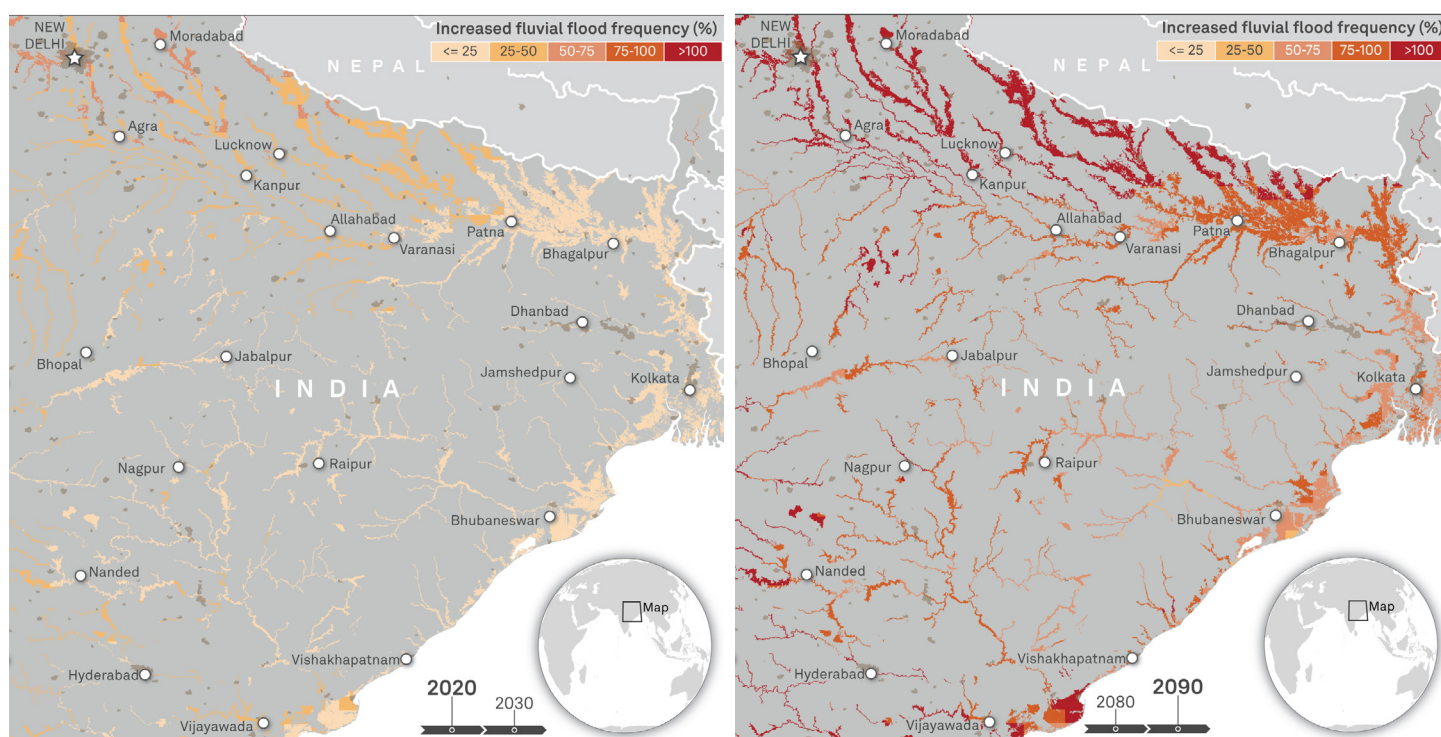 Increased fluvial flood frequency (%)
<= 25
25-50
50-75
75-100
>100
NEW
DELHI
Moradabad
NEPAL
Agra
Lucknow
Kanpur
Allahabad
Varanasi
Patna
Bhagalpur
Dhanbad
Bhopal
Jabalpur
INDIA
Jamshedpur
Kolkata
Nagpur
Raipur
Bhubaneswar
Nanded
Map
Vishakhapatnam
Hyderabad
2020
2030
Vijayawada
Increased fluvial flood frequency (%)
<= 25
25-50
50-75
75-100
>100
NEW
DELHI
Moradabad
NEPAL
Agra
Lucknow
Kanpur
Allahabad
Varanasi
Patna
Bhagalpur
Dhanbad
Bhopal
Jabalpur
INDIA
Jamshedpur
Kolkata
Nagpur
Raipur
Bhubaneswar
Nanded
Map
Vishakhapatnam
Hyderabad
2080
2090
Vijayawada